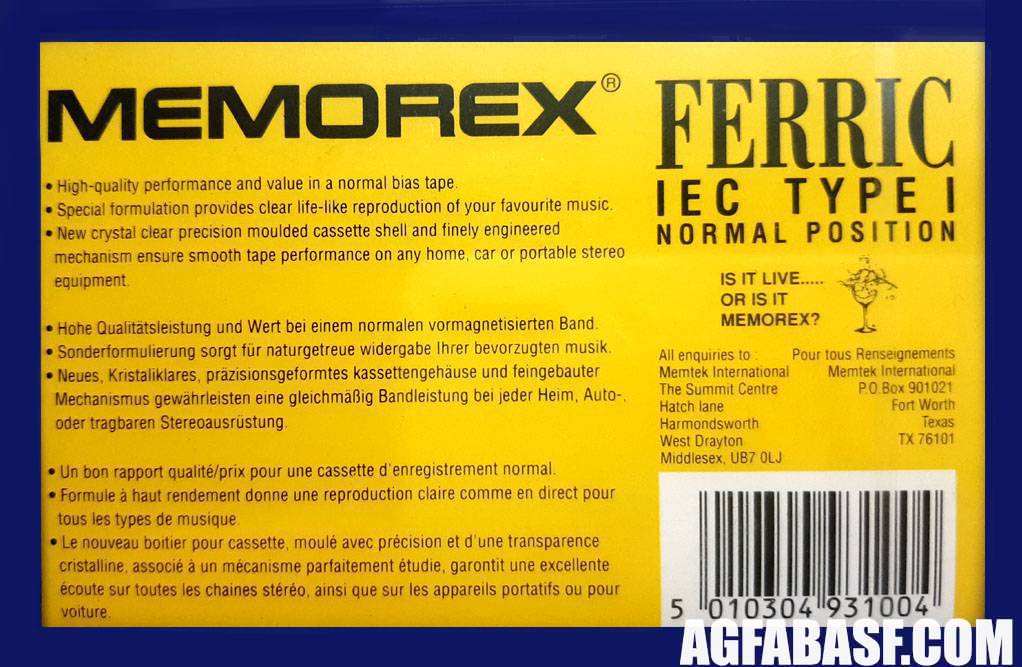 MEMOREX®
• High-quality performance and value in a normal bias tape.
• Special formulation provides clear life-like reproduction of your favourite music.
• New crystal clear precision moulded cassette shell and finely engineered
mechanism ensure smooth tape performance on any home, car or portable stereo
equipment.
• Hohe Qualitätsleistung und Wert bei einem normalen vormagnetisierten Band.
• Sonderformulierung sorgt für naturgetreue widergabe Ihrer bevorzugten musik.
• Neues, Kristaliklares, präzisionsgeformtes kassettengehäuse und feingebauter
Mechanismus gewährleisten eine gleichmäßig Bandleistung bei jeder Heim, Auto-,
oder tragbaren Stereoausrüstung.
• Un bon rapport qualité/prix pour une cassette d'enregistrement normal.
• Formule à haut rendement donne une reproduction claire comme en direct pour
tous les types de musique.
• Le nouveau boitier pour cassette, moulé avec précision et d'une transparence
cristalline, associé à un mécanisme parfaitement étudie, garontit une excellente
écoute sur toutes les chaines stéréo, ainsi que sur les appareils portatifs ou pour
voiture.
FERRIC
IEC TYPE I
NORMAL POSITION
IS IT LIVE.....
OR IS IT
MEMOREX?
All enquiries to :
Memtek International
The Summit Centre
Hatch lane
Harmondsworth
West Drayton
Middlesex, UB7 0LJ
Pour tous Renseignements
Memtek International
P.O.Box 901021
Fort Worth
Texas
TX 76101
5 010304 931004
AGFABASF.COM